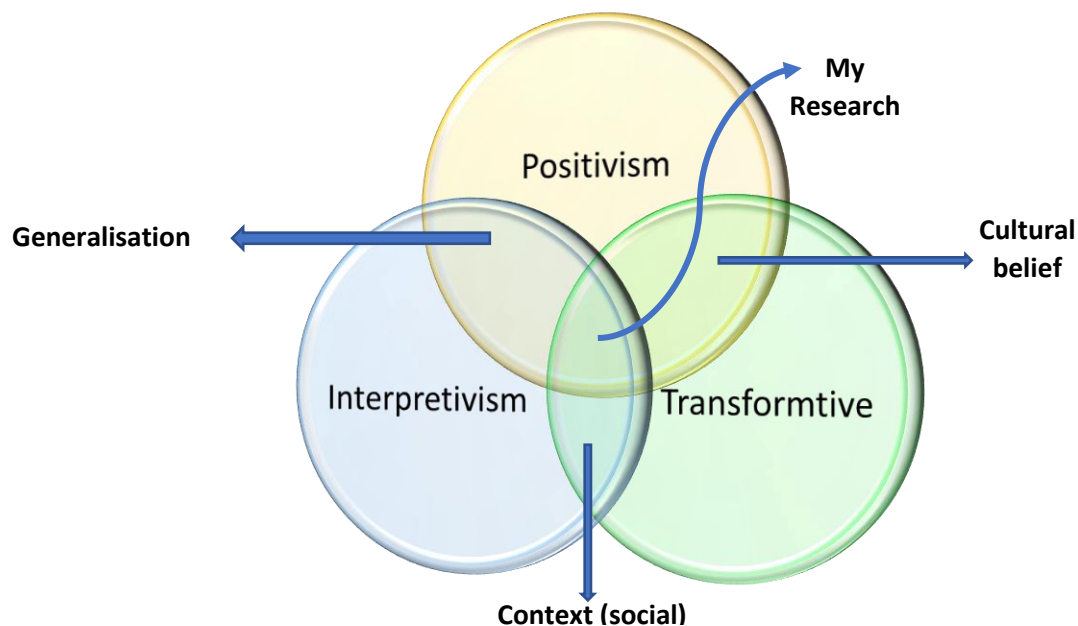 My
Research
Positivism
Generalisation
Cultural
belief
Interpretivism
Transformtive
Context (social)